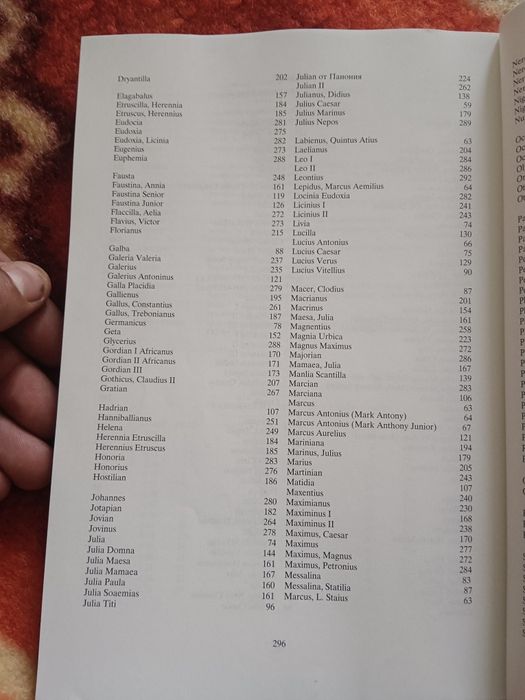 Dryantilla 202
Elagabalus 157
Etruscilla, Herennia 184
Etruscus, Herennius 185
Eudocia 281
Eudoxia 275
Eudoxia, Licinia 282
Eugenius 273
Euphemia 288
Fausta 248
Faustina, Annia 161
Faustina Senior 119
Faustina Junior 126
Flaccilla, Aelia 272
Flavius, Victor 273
Florianus 215
Galba 88
Galeria Valeria 237
Galerius 235
Galerius Antoninus 121
Galla Placidia 279
Gallienus 195
Gallus, Constantius 261
Gallus, Trebonianus 187
Germanicus 78
Geta 152
Glycerius 288
Gordian I Africanus 170
Gordian II Africanus 171
Gordian III 173
Gothicus, Claudius II 207
Gratian 267
Hadrian 107
Hanniballianus 251
Helena 249
Herennia Etruscilla 184
Herennius Etruscus 185
Honoria 283
Honorius 276
Hostilian 186
Johannes 280
Jotapian 182
Jovian 264
Jovinus 278
Julia 74
Julia Domna 144
Julia Maesa 161
Julia Mamaea 167
Julia Paula 160
Julia Soaemias 161
Julia Titi 96
Julian от Панония 224
Julian II 262
Julianus, Didius 138
Julius Caesar 59
Julius Marinus 179
Julius Nepos 289
Labienus, Quintus Atius 63
Laelianus 204
Leo I 284
Leo II 286
Leontius 292
Lepidus, Marcus Aemilius 64
Locinia Eudoxia 282
Licinius I 241
Licinius II 243
Livia 74
Lucilla 130
Lucius Antonius 66
Lucius Caesar 75
Lucius Verus 129
Lucius Vitellius 90
Macer, Clodius 87
Macrianus 201
Macrinus 154
Maesa, Julia 161
Magnentius 258
Magnia Urbica 223
Magnus Maximus 272
Majorian 286
Mamaea, Julia 167
Manlia Scantilla 139
Marcian 283
Marciana 106
Marcus 63
Marcus Antonius (Mark Antony) 64
Marcus Antonius (Mark Anthony Junior) 67
Marcus Aurelius 121
Mariniana 194
Marinus, Julius 179
Marius 205
Martinian 243
Matidia 107
Maxentius 240
Maximianus 230
Maximinus I 168
Maximinus II 238
Maximus, Caesar 170
Maximus 277
Maximus, Magnus 272
Maximus, Petronius 284
Messalina 83
Messalina, Statilia 87
Marcus, L. Staius 63
296